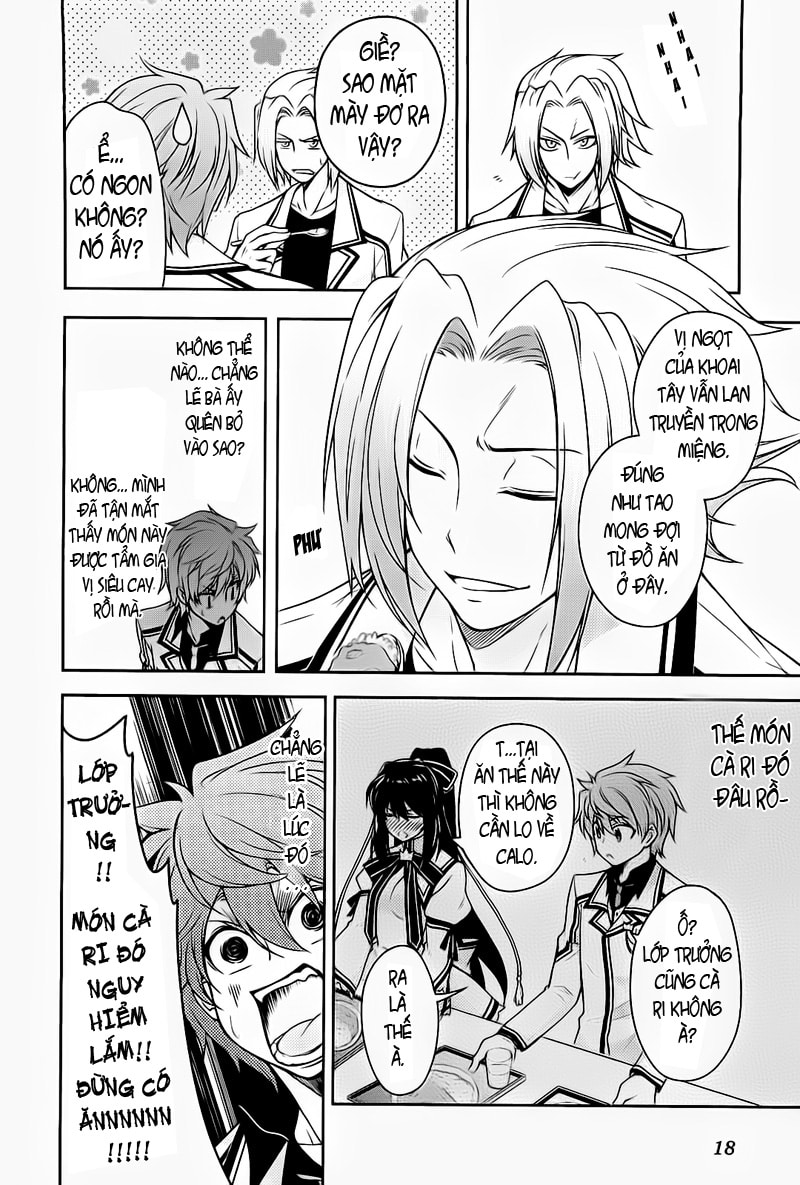 NHAI
NHAI
GIỀ?
SAO MẶT
MÀY ĐƠ RA
VẬY?
Ể...
CÓ NGON
KHÔNG?
NÓ ẤY?
VỊ NGỌT
CỦA KHOAI
TÂY VẪN LAN
TRUYỀN TRONG
MIỆNG.
ĐÚNG
NHƯ TAO
MONG ĐỢI
TỪ ĐỒ ĂN
Ở ĐÂY.
PHƯ
KHÔNG THỂ
NÀO... CHẲNG
LẼ BÀ ẤY
QUÊN BỎ
VÀO SAO?
KHÔNG... MÌNH
ĐÃ TẬN MẮT
THẤY MÓN NÀY
ĐƯỢC TẨM GIA
VỊ SIÊU CAY
RỒI MÀ.
THẾ MÓN
CÀ RI ĐÓ
ĐÂU RỒ-
Ố?
LỚP TRƯỞNG
CŨNG CÀ
RI KHÔNG
À?
T...TẠI
ĂN THẾ NÀY
THÌ KHÔNG
CẦN LO VỀ
CALO.
RA
LÀ THẾ
À.
CHẲNG
LẼ LÀ
LÚC ĐÓ
...
LỚP
TRƯỞ-
NG
!!
MÓN CÀ
RI ĐÓ
NGUY
HIỂM
LẮM!!
ĐỪNG CÓ
ĂNNNNNN
!!!!!
18